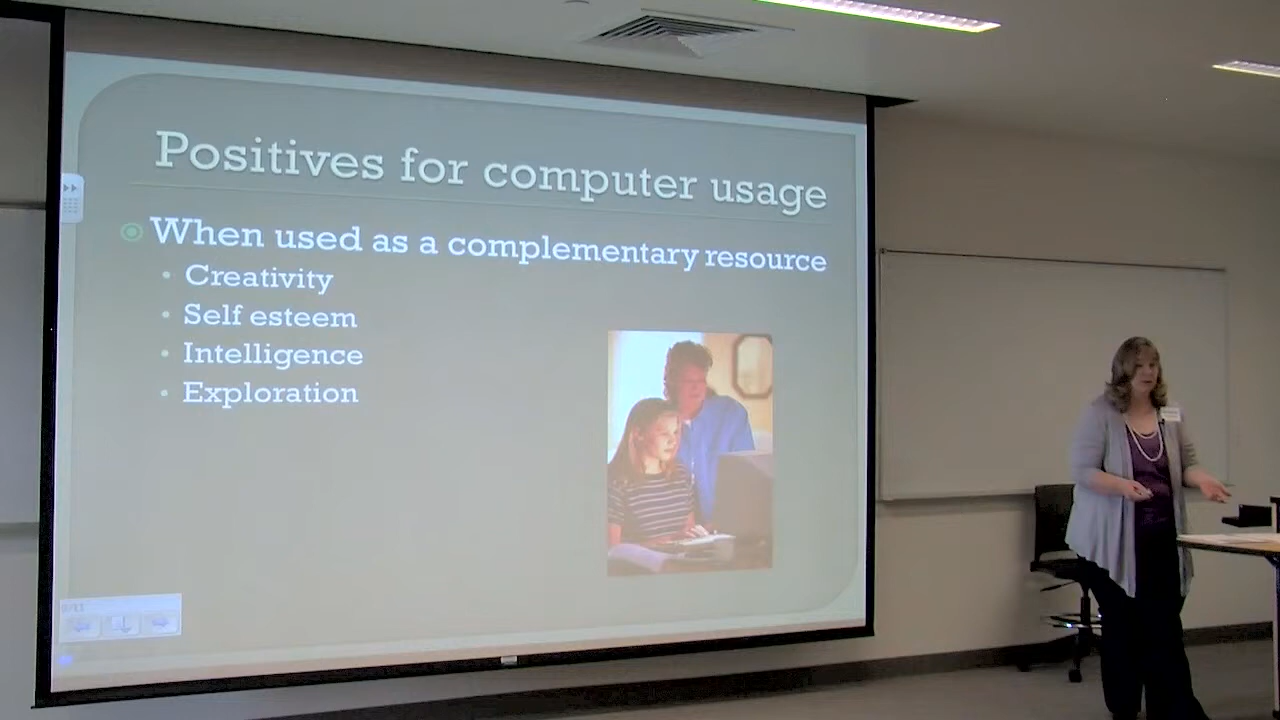 Positives for computer usage
When used as a complementary resource
Creativity
Self esteem
Intelligence
Exploration